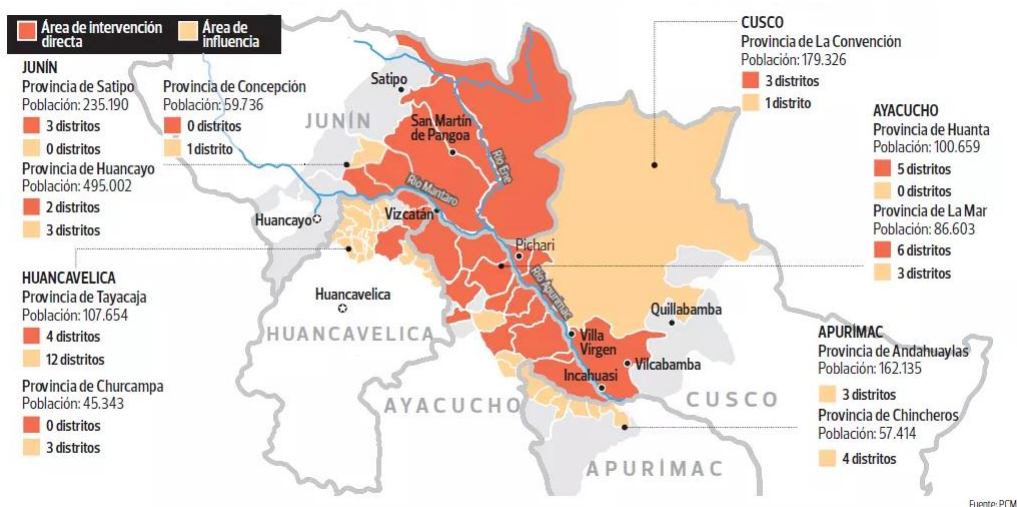 Área de intervención
directa
Área de
influencia
JUNÍN
Provincia de Satipo
Población: 235.190
3 distritos
0 distritos
Provincia de Huancayo
Población: 495.002
2 distritos
3 distritos
Provincia de Concepción
Población: 59.736
0 distritos
1 distrito
HUANCAVELICA
Provincia de Tayacaja
Población: 107.654
4 distritos
12 distritos
Provincia de Churcampa
Población: 45.343
0 distritos
3 distritos
Satipo
JUNÍN
San Martín
de Pangoa
Río Ene
Río Mantaro
Huancayo
Vizcatán
Pichari
Río Apurímac
Huancavelica
HUANCAVELICA
Quillabamba
Villa
Virgen
Vilcabamba
Incahuasi
AYACUCHO
CUSCO
APURÍMAC
CUSCO
Provincia de La Convención
Población: 179.326
3 distritos
1 distrito
AYACUCHO
Provincia de Huanta
Población: 100.659
5 distritos
0 distritos
Provincia de La Mar
Población: 86.603
6 distritos
3 distritos
APURÍMAC
Provincia de Andahuaylas
Población: 162.135
3 distritos
Provincia de Chincheros
Población: 57.414
4 distritos
Fuente: PCM